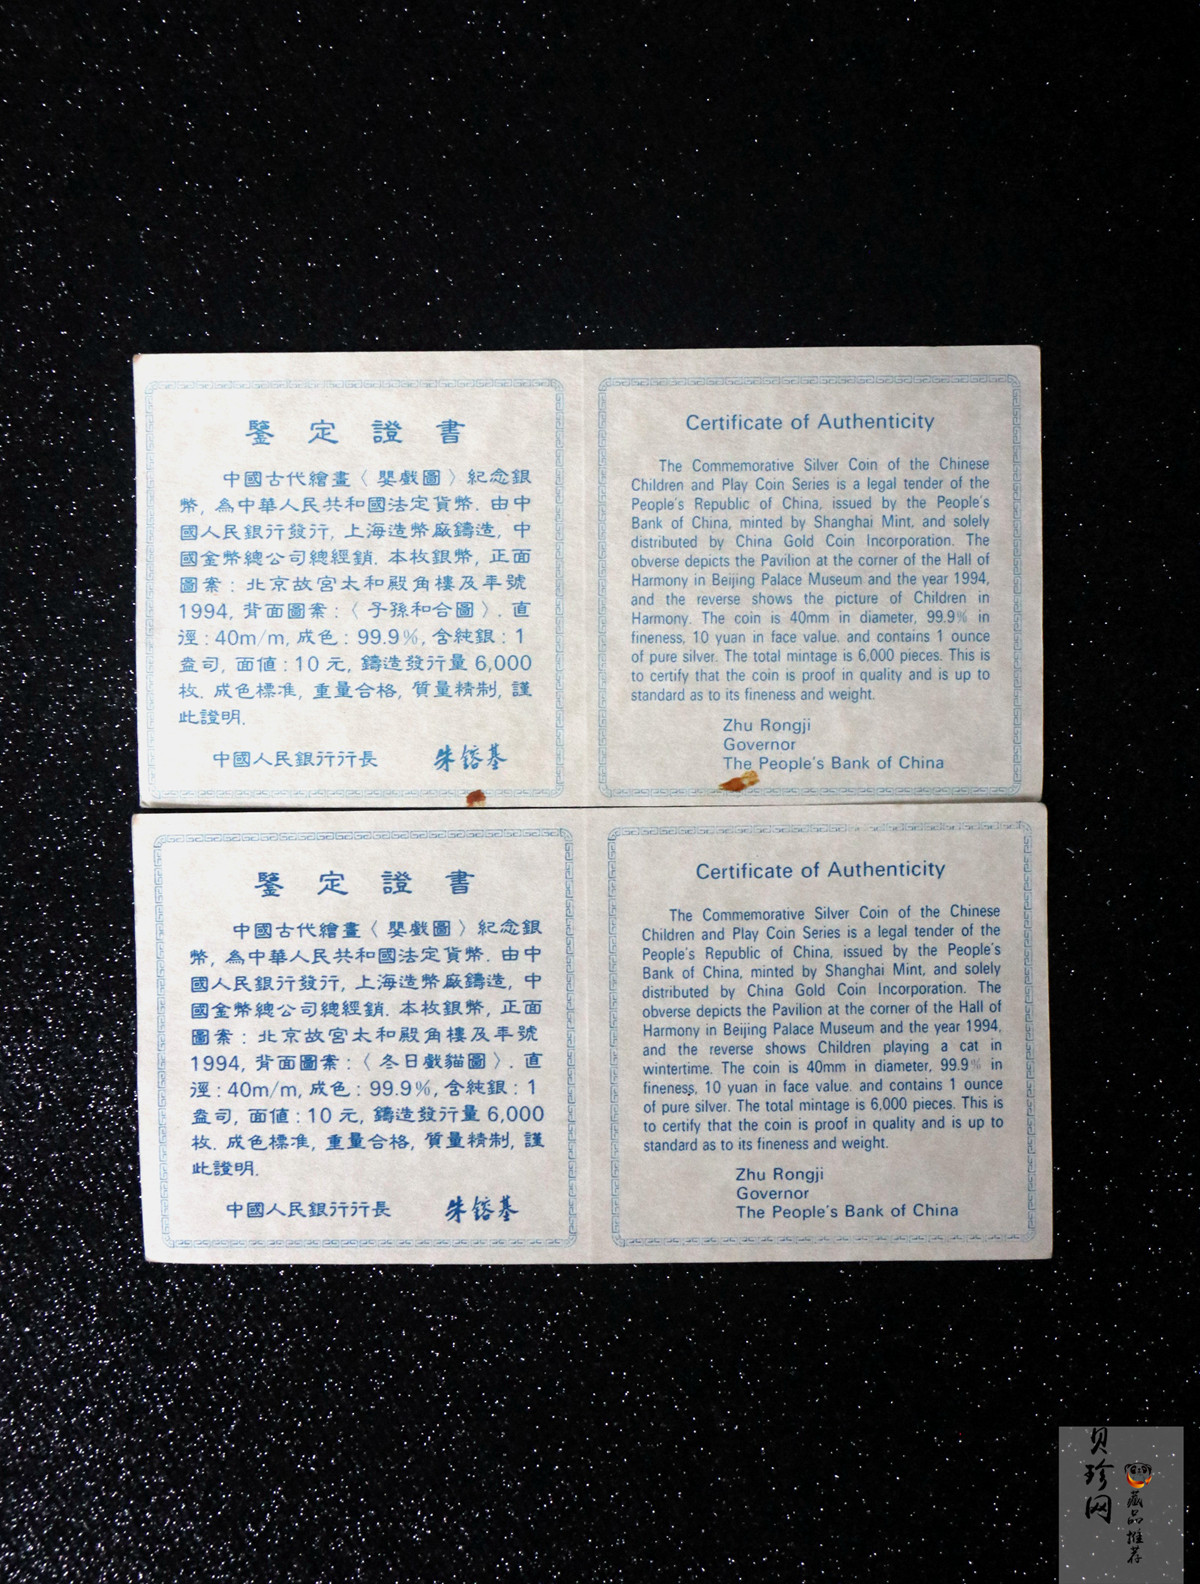 鑒定證書
中國古代繪畫〈嬰戲圖〉紀念銀
幣, 為中華人民共和國法定貨幣. 由中
國人民銀行發行, 上海造幣廠鑄造, 中
國金幣總公司總經銷. 本枚銀幣, 正面
圖案: 北京故宮太和殿角樓及年號
1994, 背面圖案:〈子孫和合圖〉. 直
徑: 40m/m, 成色: 99.9%, 含純銀: 1
盎司, 面值: 10元, 鑄造發行量6,000
枚. 成色標准, 重量合格, 質量精制, 謹
此證明.
中國人民銀行行長 朱鎔基
Certificate of Authenticity
The Commemorative Silver Coin of the Chinese
Children and Play Coin Series is a legal tender of the
People's Republic of China, issued by the People's
Bank of China, minted by Shanghai Mint, and solely
distributed by China Gold Coin Incorporation. The
obverse depicts the Pavilion at the corner of the Hall of
Harmony in Beijing Palace Museum and the year 1994,
and the reverse shows the picture of Children in
Harmony. The coin is 40mm in diameter, 99.9% in
fineness, 10 yuan in face value. and contains 1 ounce
of pure silver. The total mintage is 6,000 pieces. This is
to certify that the coin is proof in quality and is up to
standard as to its fineness and weight.
Zhu Rongji
Governor
The People's Bank of China
鑒定證書
中國古代繪畫〈嬰戲圖〉紀念銀
幣, 為中華人民共和國法定貨幣. 由中
國人民銀行發行, 上海造幣廠鑄造, 中
國金幣總公司總經銷. 本枚銀幣, 正面
圖案: 北京故宮太和殿角樓及年號
1994, 背面圖案:〈冬日戲貓圖〉. 直
徑: 40m/m, 成色: 99.9%, 含純銀: 1
盎司, 面值: 10元, 鑄造發行量6,000
枚. 成色標准, 重量合格, 質量精制, 謹
此證明.
中國人民銀行行長 朱鎔基
Certificate of Authenticity
The Commemorative Silver Coin of the Chinese
Children and Play Coin Series is a legal tender of the
People's Republic of China, issued by the People's
Bank of China, minted by Shanghai Mint, and solely
distributed by China Gold Coin Incorporation. The
obverse depicts the Pavilion at the corner of the Hall of
Harmony in Beijing Palace Museum and the year 1994,
and the reverse shows Children playing a cat in
wintertime. The coin is 40mm in diameter, 99.9% in
fineness, 10 yuan in face value. and contains 1 ounce
of pure silver. The total mintage is 6,000 pieces. This is
to certify that the coin is proof in quality and is up to
standard as to its fineness and weight.
Zhu Rongji
Governor
The People's Bank of China
贝珍网
藏品推荐